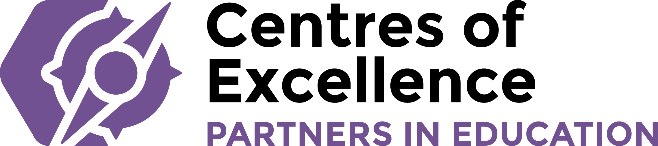 Centres of
Excellence
PARTNERS IN EDUCATION